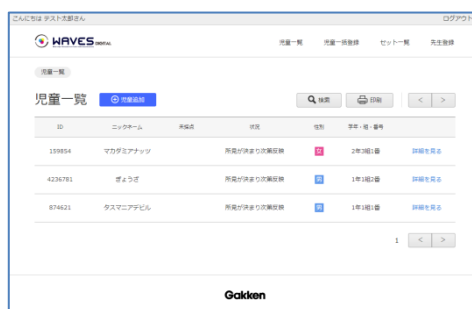 こんにちは テスト太郎さん ログアウト
WAVES DIGITAL 児童一覧 児童一括登録 セット一覧 先生登録
児童一覧
児童一覧 児童追加 検索 印刷 < >
ID ニックネーム 未採点 状況 性別 学年・組・番号
159854 マカダミアナッツ 所見が決まり次第反映 女 2年3組1番 詳細を見る
4236781 ぎょうざ 所見が決まり次第反映 男 1年1組2番 詳細を見る
874621 タスマニアデビル 所見が決まり次第反映 男 1年1組1番 詳細を見る
1 < >
Gakken